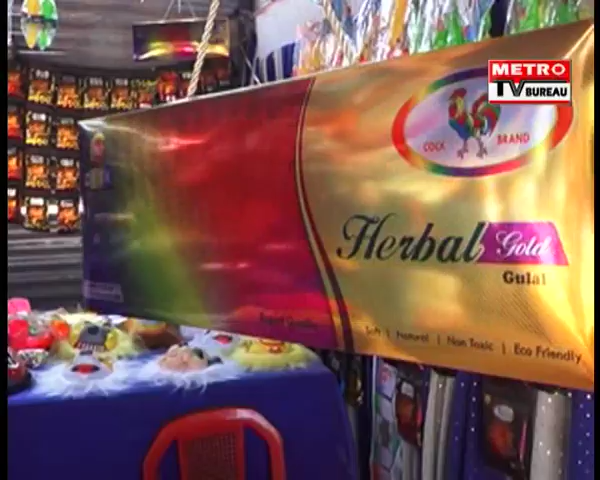 METRO
TV BUREAU
COCK BRAND
Herbal Gold
Gulal
Soft | Natural | Non Toxic | Eco Friendly